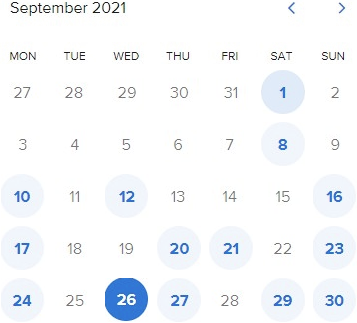 September 2021
MON TUE WED THU FRI SAT SUN
27 28 29 30 31 1 2
3 4 5 6 7 8 9
10 11 12 13 14 15 16
17 18 19 20 21 22 23
24 25 26 27 28 29 30